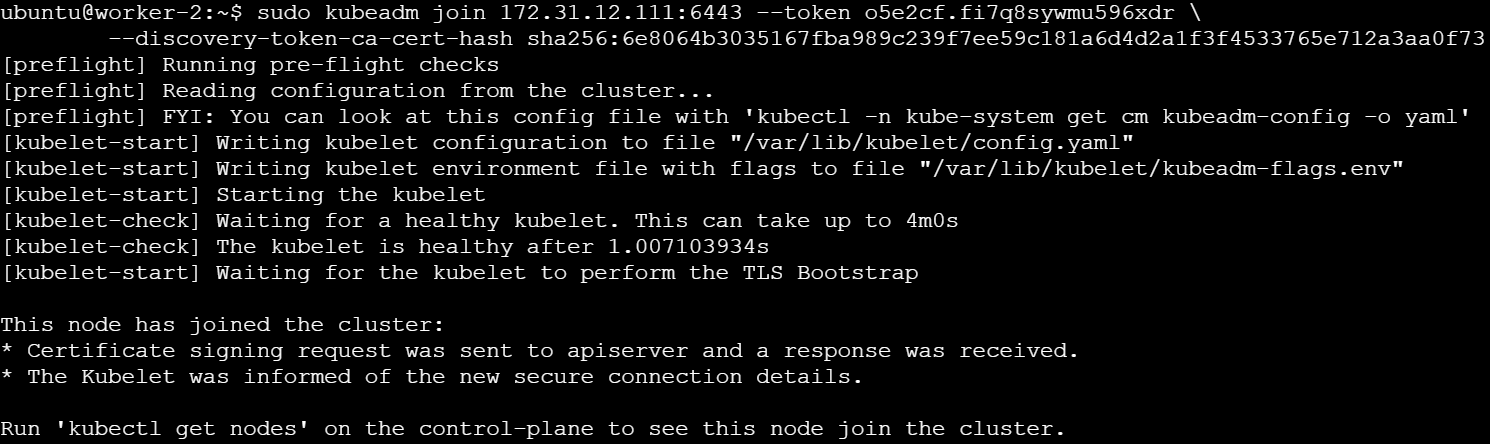 ubuntu@worker-2:~$ sudo kubeadm join 172.31.12.111:6443 --token o5e2cf.fi7q8sywmu596xdr \
        --discovery-token-ca-cert-hash sha256:6e8064b3035167fba989c239f7ee59c181a6d4d2a1f3f4533765e712a3aa0f73
[preflight] Running pre-flight checks
[preflight] Reading configuration from the cluster...
[preflight] FYI: You can look at this config file with 'kubectl -n kube-system get cm kubeadm-config -o yaml'
[kubelet-start] Writing kubelet configuration to file "/var/lib/kubelet/config.yaml"
[kubelet-start] Writing kubelet environment file with flags to file "/var/lib/kubelet/kubeadm-flags.env"
[kubelet-start] Starting the kubelet
[kubelet-check] Waiting for a healthy kubelet. This can take up to 4m0s
[kubelet-check] The kubelet is healthy after 1.007103934s
[kubelet-start] Waiting for the kubelet to perform the TLS Bootstrap

This node has joined the cluster:
* Certificate signing request was sent to apiserver and a response was received.
* The Kubelet was informed of the new secure connection details.

Run 'kubectl get nodes' on the control-plane to see this node join the cluster.